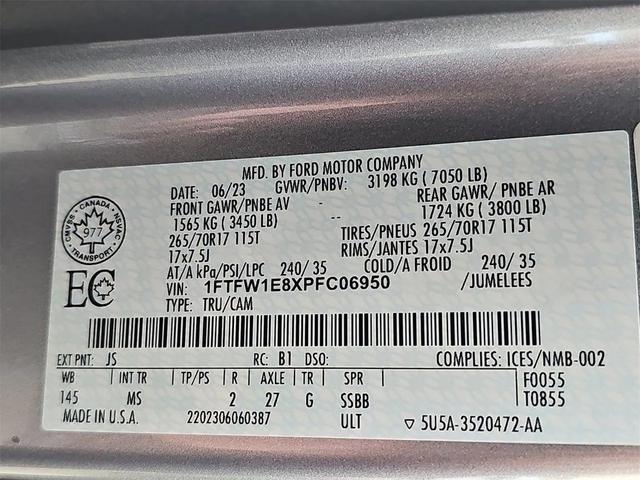 MFD. BY FORD MOTOR COMPANY
DATE: 06/23 GVWR/PNBV: 3198 KG ( 7050 LB)
FRONT GAWR/ PNBE AV - REAR GAWR/ PNBE AR
1565 KG ( 3450 LB) -- 1724 KG ( 3800 LB)
265/70R17 115T TIRES/PNEUS 265/70R17 115T
17x7.5J RIMS/JANTES 17x7.5J
AT/A kPa/PSI/LPC 240/ 35 COLD/A FROID 240/ 35
VIN: 1FTFW1E8XPFC06950 /JUMELEES
TYPE: TRU/CAM
CANADA
CMVSS NSVAC
977
TRANSPORT
EC
EXT PNT: JS RC: B1 DSO: COMPLIES: ICES/NMB-002
WB INT TR TP/PS R AXLE TR SPR F0055
145 MS 2 27 G SSBB T0855
MADE IN U.S.A. 2202306060387 ULT ▽ 5U5A-3520472-AA